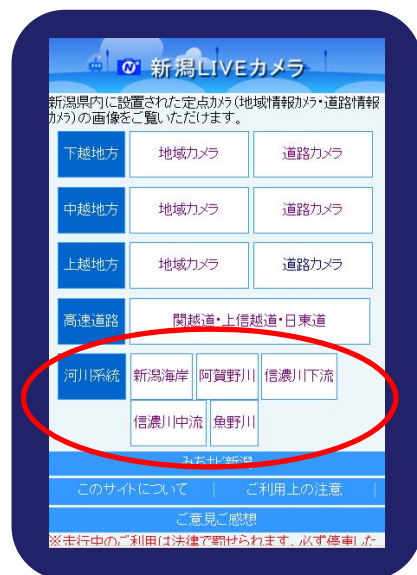 新潟LIVEカメラ
新潟県内に設置された定点ｶﾒﾗ(地域情報ｶﾒﾗ・道路情報
ｶﾒﾗ)の画像をご覧いただけます。
下越地方 地域カメラ 道路カメラ
中越地方 地域カメラ 道路カメラ
上越地方 地域カメラ 道路カメラ
高速道路 関越道・上信越道・日東道
河川系統 新潟海岸 阿賀野川 信濃川下流
信濃川中流 魚野川
みちナビ新潟
このサイトについて ご利用上の注意
ご意見ご感想
※走行中のご利用は法律で罰せられます。必ず停車した